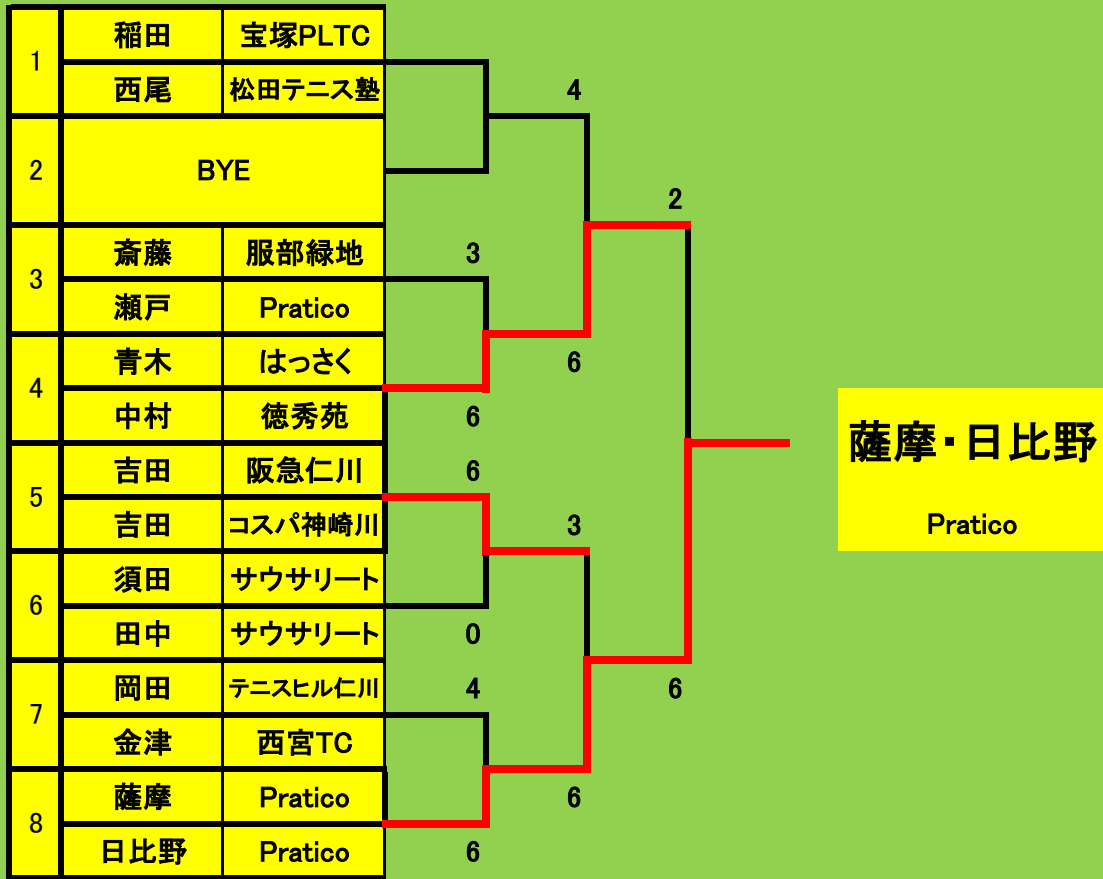 1 稲田 宝塚PLTC
西尾 松田テニス塾
4
2 BYE
2
3 斎藤 服部緑地 3
瀬戸 Pratico
4 青木 はっさく 6
中村 徳秀苑 6
薩摩・日比野
5 吉田 阪急仁川 6
吉田 コスパ神崎川 3
Pratico
6 須田 サウサリート
田中 サウサリート 0
7 岡田 テニスヒル仁川 4 6
金津 西宮TC
8 薩摩 Pratico 6
日比野 Pratico 6